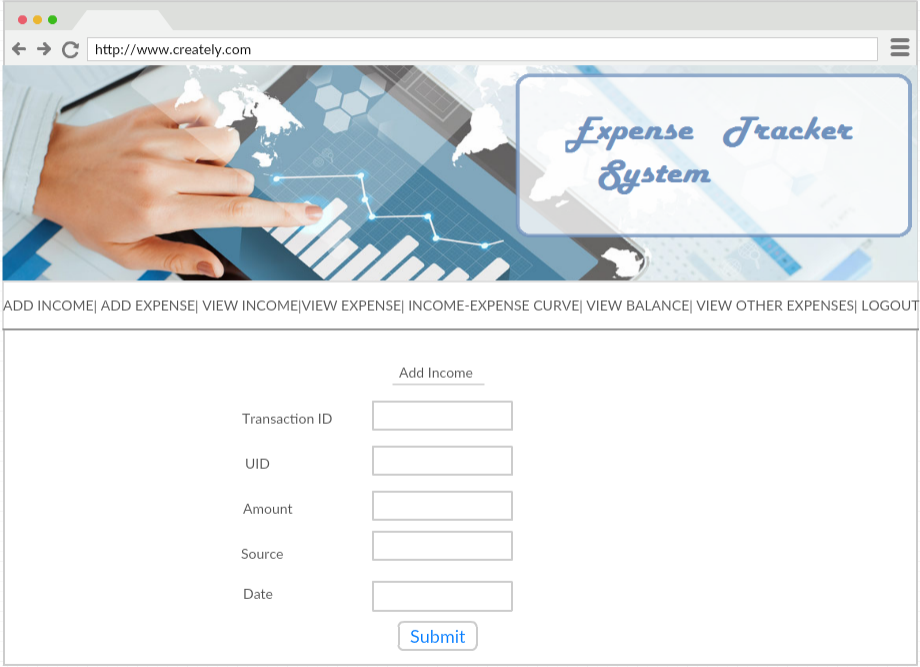 http://www.creately.com
Expense Tracker
System
ADD INCOME| ADD EXPENSE| VIEW INCOME|VIEW EXPENSE| INCOME-EXPENSE CURVE| VIEW BALANCE| VIEW OTHER EXPENSES| LOGOUT
Add Income
Transaction ID
UID
Amount
Source
Date
Submit